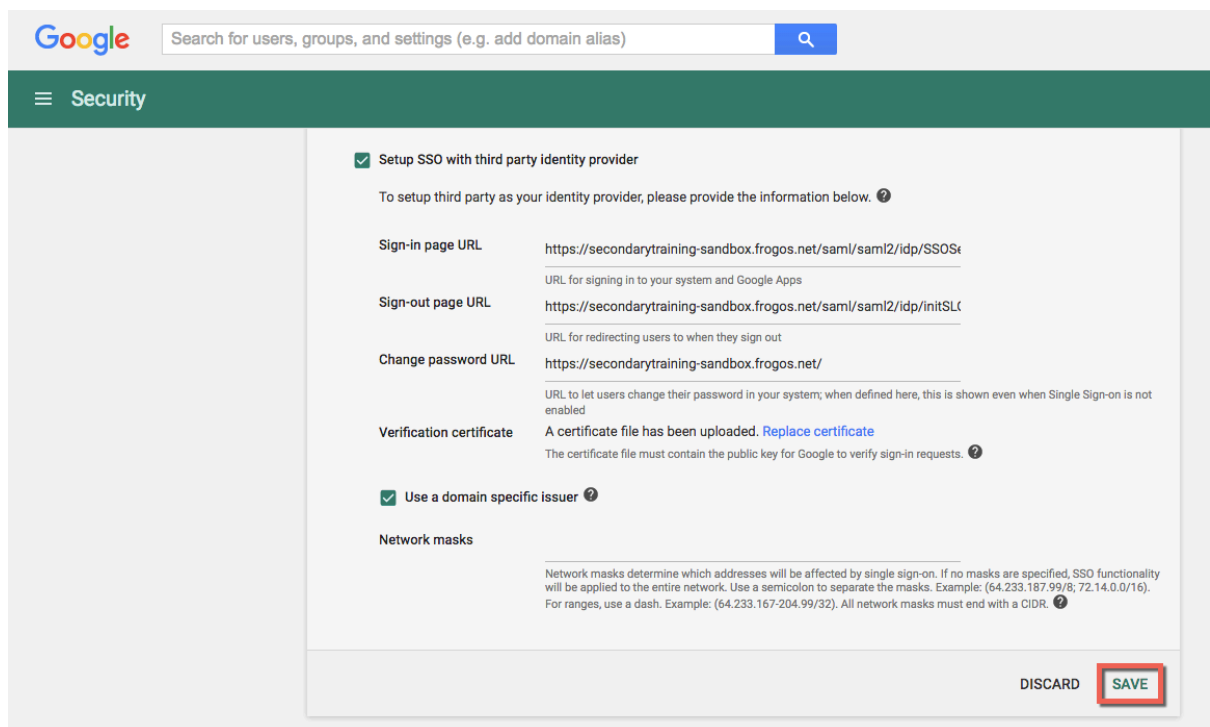 Google
Search for users, groups, and settings (e.g. add domain alias)
Security
Setup SSO with third party identity provider
To setup third party as your identity provider, please provide the information below.
Sign-in page URL
https://secondarytraining-sandbox.frogos.net/saml/saml2/idp/SSOSe
URL for signing in to your system and Google Apps
Sign-out page URL
https://secondarytraining-sandbox.frogos.net/saml/saml2/idp/initSL
URL for redirecting users to when they sign out
Change password URL
https://secondarytraining-sandbox.frogos.net/
URL to let users change their password in your system; when defined here, this is shown even when Single Sign-on is not
enabled
Verification certificate
A certificate file has been uploaded. Replace certificate
The certificate file must contain the public key for Google to verify sign-in requests.
Use a domain specific issuer
Network masks
Network masks determine which addresses will be affected by single sign-on. If no masks are specified, SSO functionality
will be applied to the entire network. Use a semicolon to separate the masks. Example: (64.233.187.99/8; 72.14.0.0/16).
For ranges, use a dash. Example: (64.233.167-204.99/32). All network masks must end with a CIDR.
DISCARD
SAVE